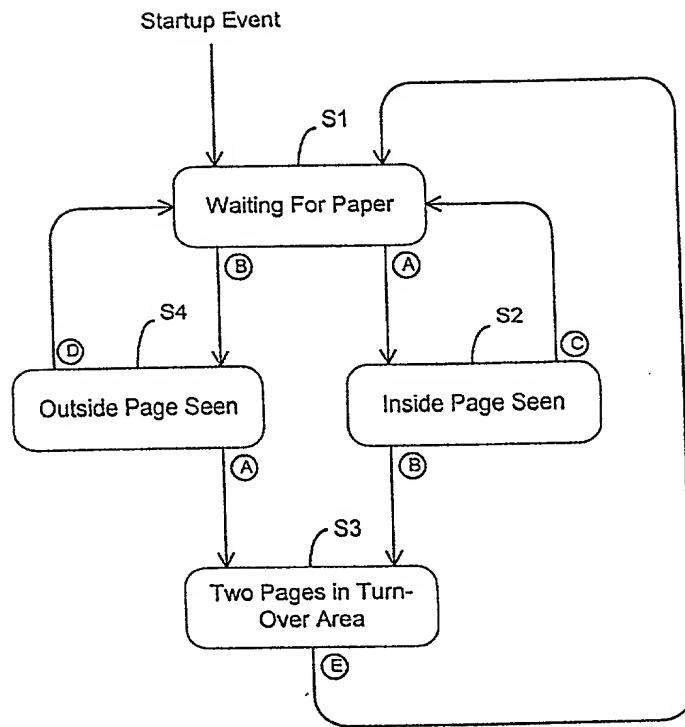 Startup Event
S1
Waiting For Paper
B
A
S4
S2
D
C
Outside Page Seen
Inside Page Seen
A
B
S3
Two Pages in Turn-
Over Area
E